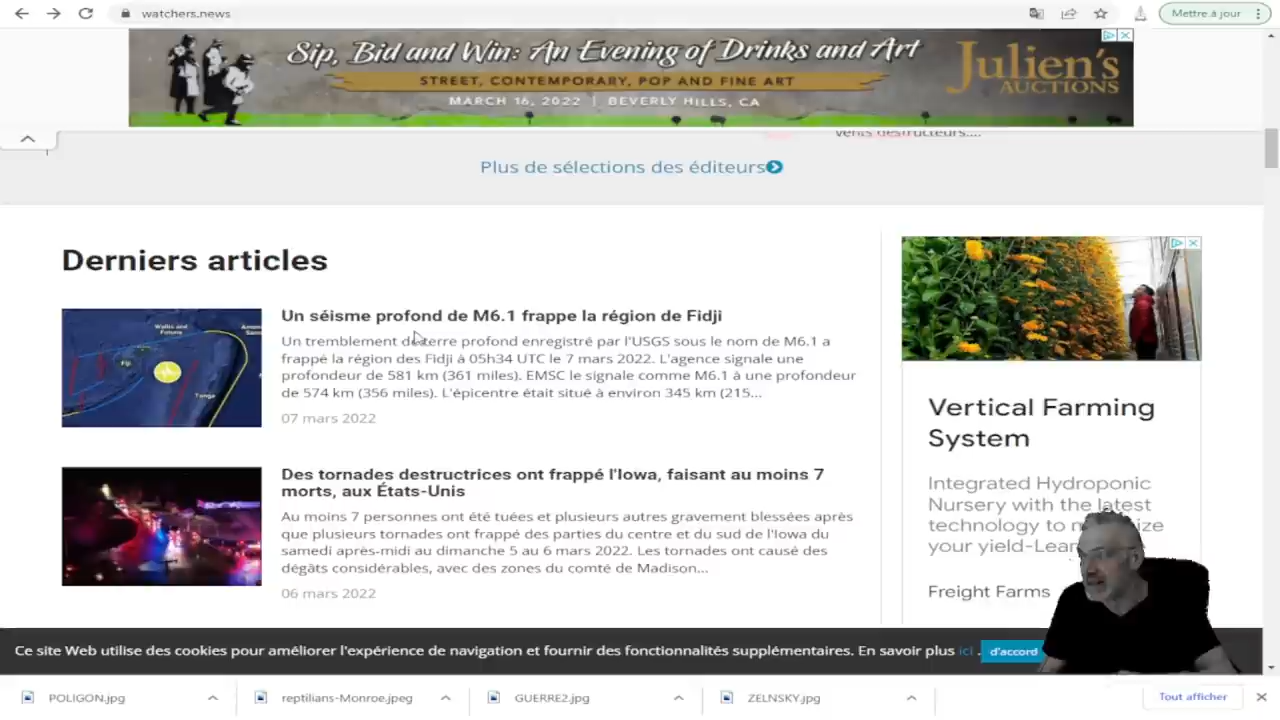 watchers.news
Mettre à jour
Sip, Bid and Win: An Evening of Drinks and Art
STREET, CONTEMPORARY, POP AND FINE ART
MARCH 16, 2022 | BEVERLY HILLS, CA
Julien's
AUCTIONS
vents destructeurs....
Plus de sélections des éditeurs
Derniers articles
Wallis and
Futuna
Fiji
Tonga
Un séisme profond de M6.1 frappe la région de Fidji
Un tremblement de terre profond enregistré par l'USGS sous le nom de M6.1 a
frappé la région des Fidji à 05h34 UTC le 7 mars 2022. L'agence signale une
profondeur de 581 km (361 miles). EMSC le signale comme M6.1 à une profondeur
de 574 km (356 miles). L'épicentre était situé à environ 345 km (215...
07 mars 2022
Des tornades destructrices ont frappé l'Iowa, faisant au moins 7
morts, aux États-Unis
Au moins 7 personnes ont été tuées et plusieurs autres gravement blessées après
que plusieurs tornades ont frappé des parties du centre et du sud de l'Iowa du
samedi après-midi au dimanche 5 au 6 mars 2022. Les tornades ont causé des
dégâts considérables, avec des zones du comté de Madison...
06 mars 2022
Vertical Farming
System
Integrated Hydroponic
Nursery with the latest
technology to
your yield-Lea
Freight Farms
Ce site Web utilise des cookies pour améliorer l'expérience de navigation et fournir des fonctionnalités supplémentaires. En savoir plus ici .
d'accord
POLIGON.jpg
reptilians-Monroe.jpeg
GUERRE2.jpg
ZELNSKY.jpg
Tout afficher